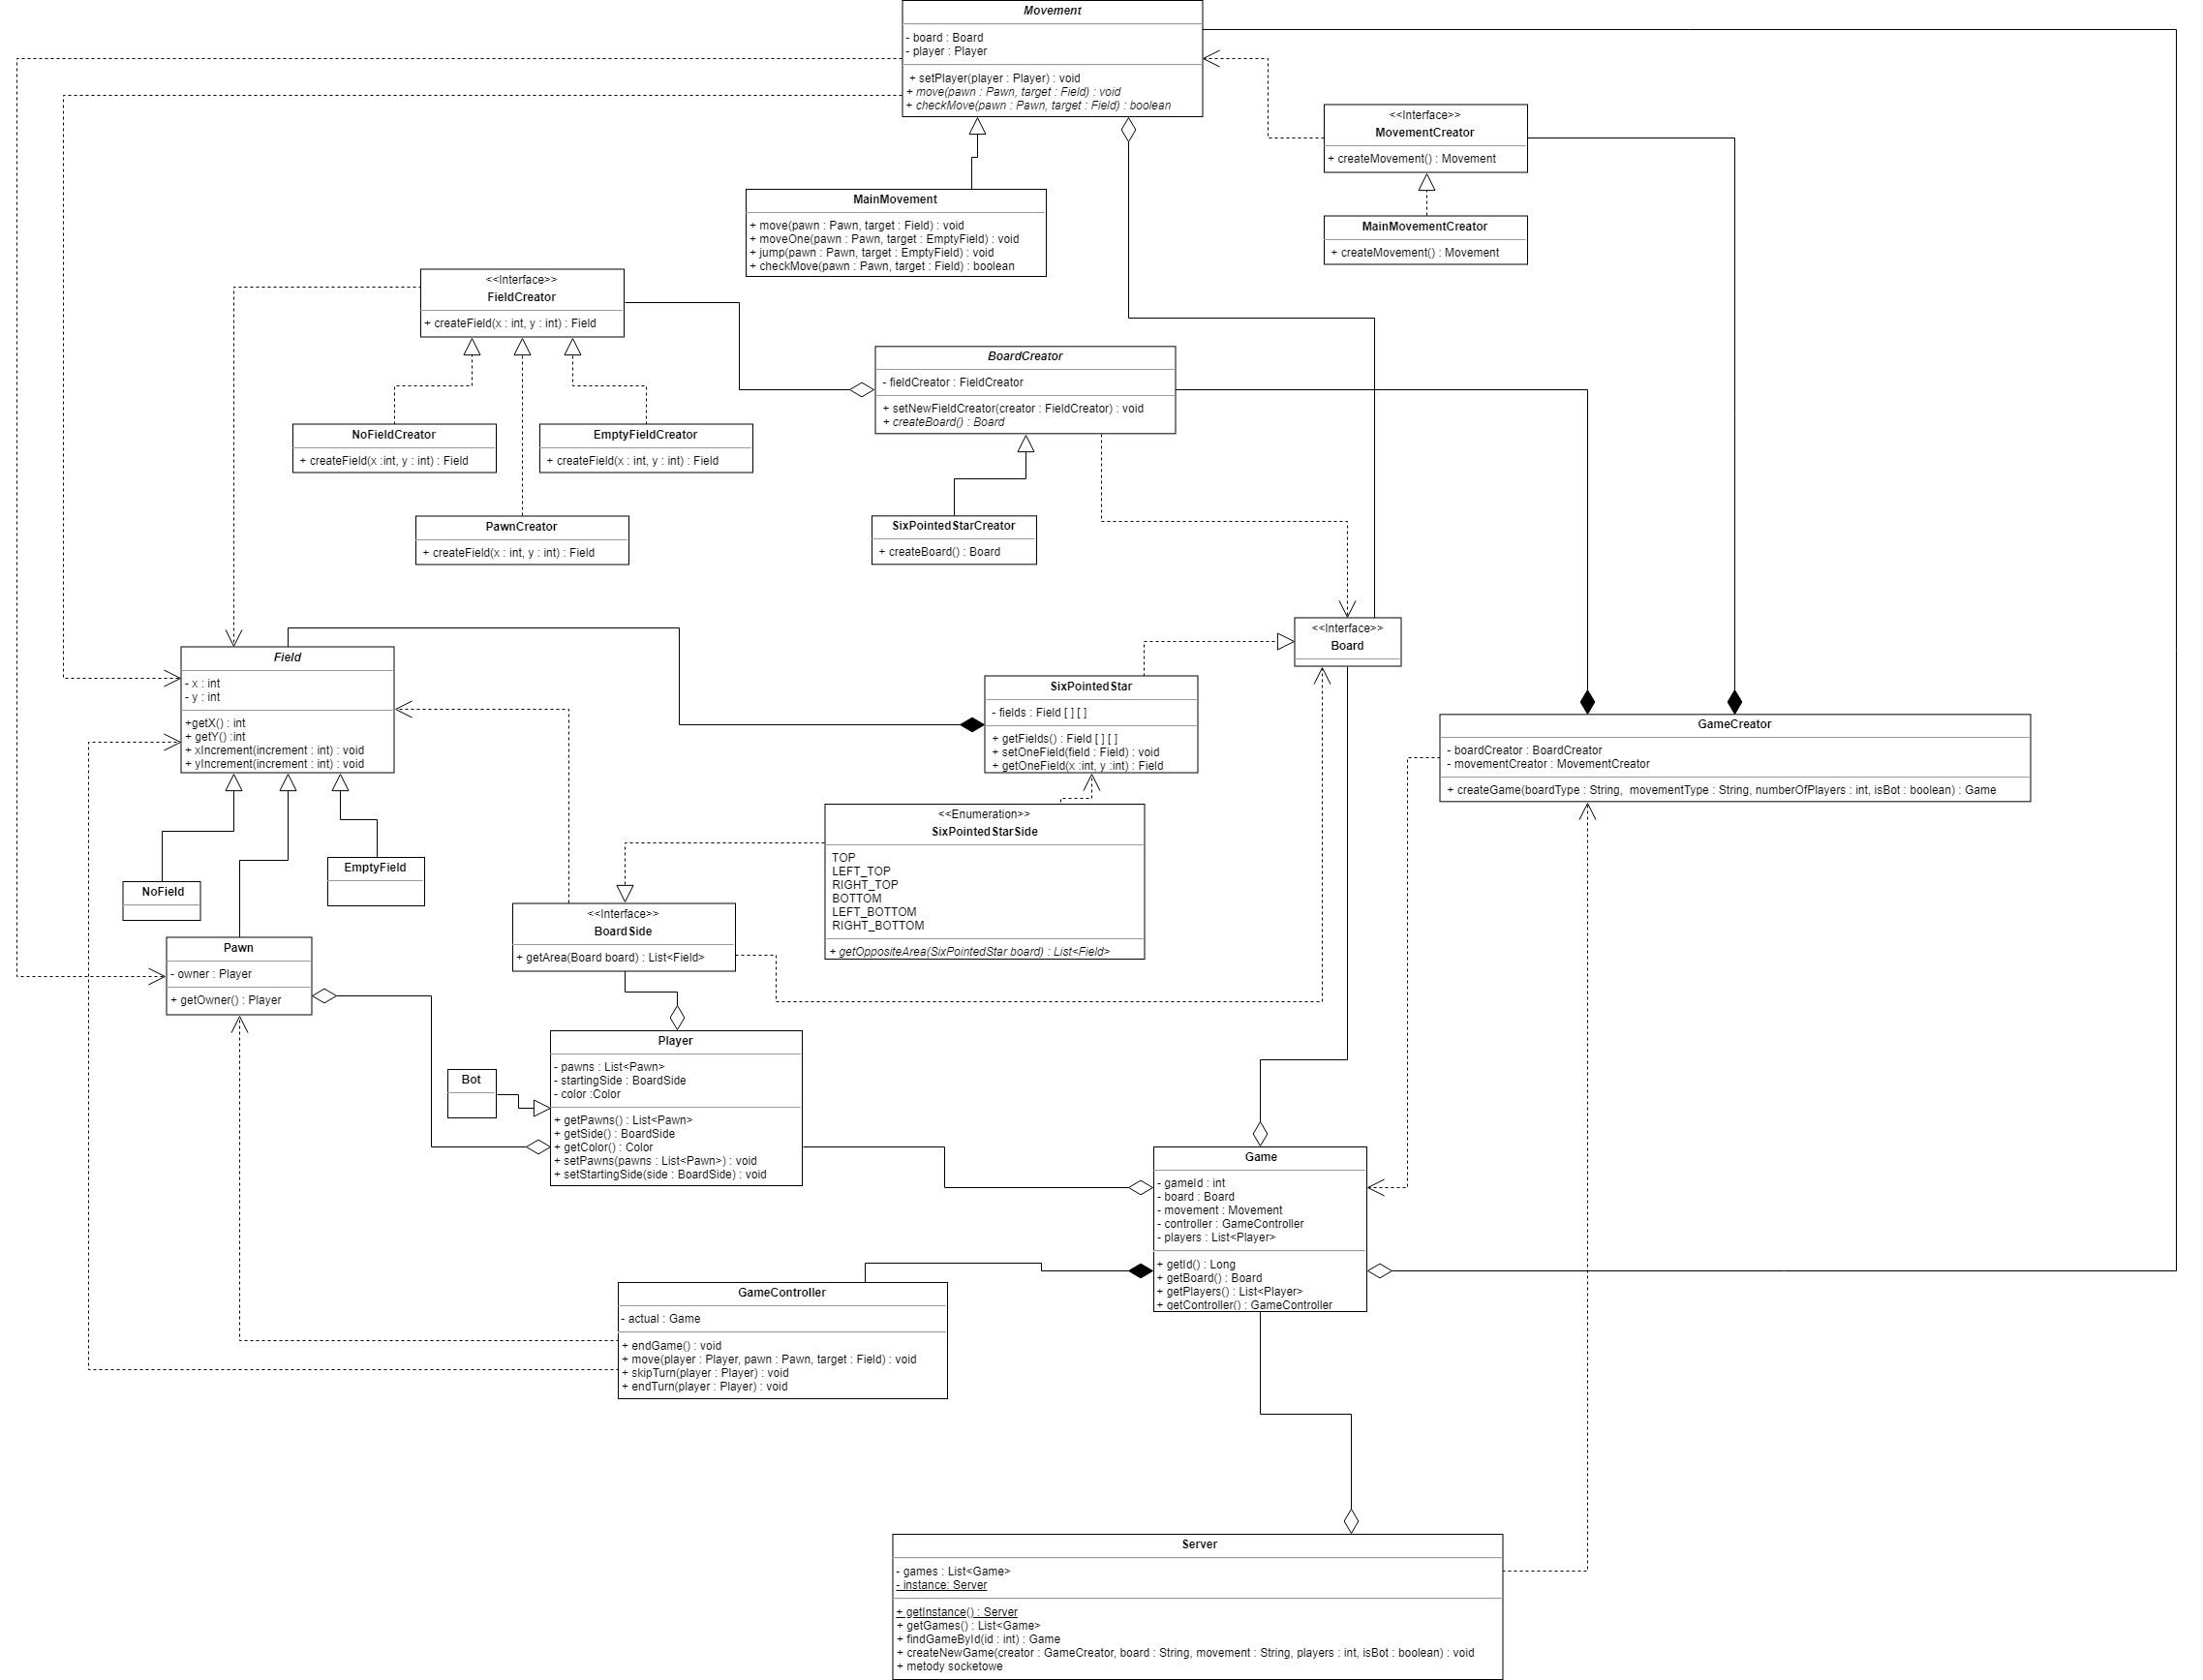 Movement
- board : Board
- player : Player
+ setPlayer(player : Player) : void
+ move(pawn : Pawn, target : Field) : void
+ checkMove(pawn : Pawn, target : Field) : boolean
<<Interface>>
MovementCreator
+ createMovement() : Movement
MainMovement
+ move(pawn : Pawn, target : Field) : void
+ moveOne(pawn : Pawn, target : EmptyField) : void
+ jump(pawn : Pawn, target : EmptyField) : void
+ checkMove(pawn : Pawn, target : Field) : boolean
MainMovementCreator
+ createMovement() : Movement
<<Interface>>
FieldCreator
+ createField(x : int, y : int) : Field
BoardCreator
- fieldCreator : FieldCreator
+ setNewFieldCreator(creator : FieldCreator) : void
+ createBoard() : Board
NoFieldCreator
+ createField(x :int, y : int) : Field
EmptyFieldCreator
+ createField(x : int, y : int) : Field
PawnCreator
+ createField(x : int, y : int) : Field
SixPointedStarCreator
+ createBoard() : Board
<<Interface>>
Board
Field
- x : int
- y : int
+getX() : int
+ getY() :int
+ xIncrement(increment : int) : void
+ yIncrement(increment : int) : void
SixPointedStar
- fields : Field [ ] [ ]
+ getFields() : Field [ ] [ ]
+ setOneField(field : Field) : void
+ getOneField(x :int, y :int) : Field
GameCreator
- boardCreator : BoardCreator
- movementCreator : MovementCreator
+ createGame(boardType : String,  movementType : String, numberOfPlayers : int, isBot : boolean) : Game
<<Enumeration>>
SixPointedStarSide
TOP
LEFT_TOP
RIGHT_TOP
BOTTOM
LEFT_BOTTOM
RIGHT_BOTTOM
+ getOppositeArea(SixPointedStar board) : List<Field>
EmptyField
NoField
<<Interface>>
BoardSide
+ getArea(Board board) : List<Field>
Pawn
- owner : Player
+ getOwner() : Player
Player
- pawns : List<Pawn>
- startingSide : BoardSide
- color :Color
+ getPawns() : List<Pawn>
+ getSide() : BoardSide
+ getColor() : Color
+ setPawns(pawns : List<Pawn>) : void
+ setStartingSide(side : BoardSide) : void
Bot
Game
- gameId : int
- board : Board
- movement : Movement
- controller : GameController
- players : List<Player>
+ getId() : Long
+ getBoard() : Board
+ getPlayers() : List<Player>
+ getController() : GameController
GameController
- actual : Game
+ endGame() : void
+ move(player : Player, pawn : Pawn, target : Field) : void
+ skipTurn(player : Player) : void
+ endTurn(player : Player) : void
Server
- games : List<Game>
- instance: Server
+ getInstance() : Server
+ getGames() : List<Game>
+ findGameById(id : int) : Game
+ createNewGame(creator : GameCreator, board : String, movement : String, players : int, isBot : boolean) : void
+ metody socketowe